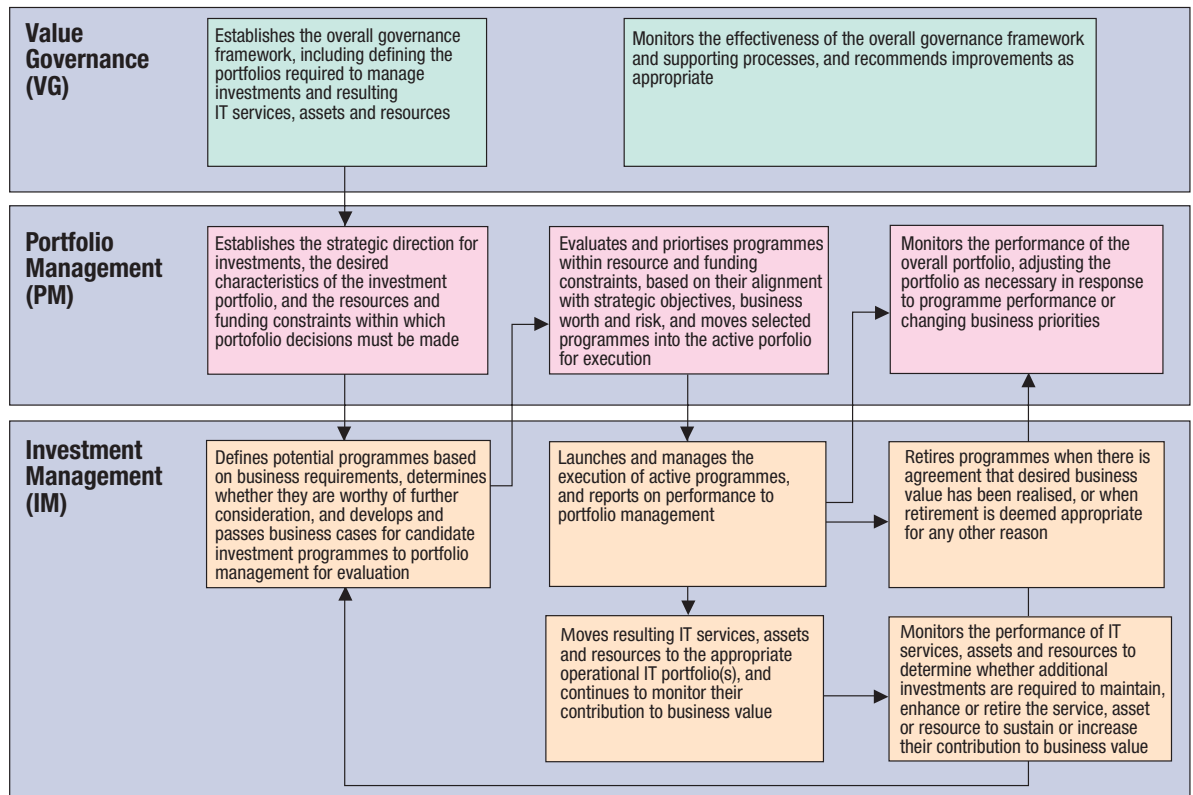 Value
Governance
(VG)
Establishes the overall governance
framework, including defining the
portfolios required to manage
investments and resulting
IT services, assets and resources
Monitors the effectiveness of the overall governance framework
and supporting processes, and recommends improvements as
appropriate
Portfolio
Management
(PM)
Establishes the strategic direction for
investments, the desired
characteristics of the investment
portfolio, and the resources and
funding constraints within which
portofolio decisions must be made
Evaluates and priortises programmes
within resource and funding
constraints, based on their alignment
with strategic objectives, business
worth and risk, and moves selected
programmes into the active porfolio
for execution
Monitors the performance of the
overall portfolio, adjusting the
portfolio as necessary in response
to programme performance or
changing business priorities
Investment
Management
(IM)
Defines potential programmes based
on business requirements, determines
whether they are worthy of further
consideration, and develops and
passes business cases for candidate
investment programmes to portfolio
management for evaluation
Launches and manages the
execution of active programmes,
and reports on performance to
portfolio management
Retires programmes when there is
agreement that desired business
value has been realised, or when
retirement is deemed appropriate
for any other reason
Moves resulting IT services, assets
and resources to the appropriate
operational IT portfolio(s), and
continues to monitor their
contribution to business value
Monitors the performance of IT
services, assets and resources to
determine whether additional
investments are required to maintain,
enhance or retire the service, asset
or resource to sustain or increase
their contribution to business value